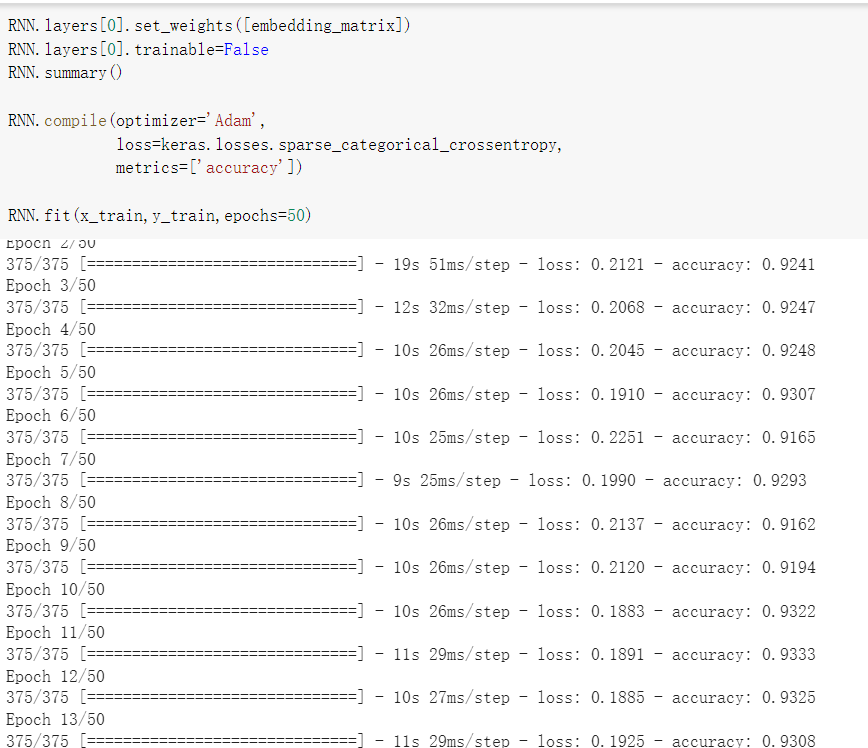 RNN.layers[0].set_weights([embedding_matrix])
RNN.layers[0].trainable=False
RNN.summary()
RNN.compile(optimizer='Adam',
loss=keras.losses.sparse_categorical_crossentropy,
metrics=['accuracy'])
RNN.fit(x_train,y_train,epochs=50)
Epoch 2/50
375/375 [==============================] - 19s 51ms/step - loss: 0.2121 - accuracy: 0.9241
Epoch 3/50
375/375 [==============================] - 12s 32ms/step - loss: 0.2068 - accuracy: 0.9247
Epoch 4/50
375/375 [==============================] - 10s 26ms/step - loss: 0.2045 - accuracy: 0.9248
Epoch 5/50
375/375 [==============================] - 10s 26ms/step - loss: 0.1910 - accuracy: 0.9307
Epoch 6/50
375/375 [==============================] - 10s 25ms/step - loss: 0.2251 - accuracy: 0.9165
Epoch 7/50
375/375 [==============================] - 9s 25ms/step - loss: 0.1990 - accuracy: 0.9293
Epoch 8/50
375/375 [==============================] - 10s 26ms/step - loss: 0.2137 - accuracy: 0.9162
Epoch 9/50
375/375 [==============================] - 10s 26ms/step - loss: 0.2120 - accuracy: 0.9194
Epoch 10/50
375/375 [==============================] - 10s 26ms/step - loss: 0.1883 - accuracy: 0.9322
Epoch 11/50
375/375 [==============================] - 11s 29ms/step - loss: 0.1891 - accuracy: 0.9333
Epoch 12/50
375/375 [==============================] - 10s 27ms/step - loss: 0.1885 - accuracy: 0.9325
Epoch 13/50
375/375 [==============================] - 11s 29ms/step - loss: 0.1925 - accuracy: 0.9308